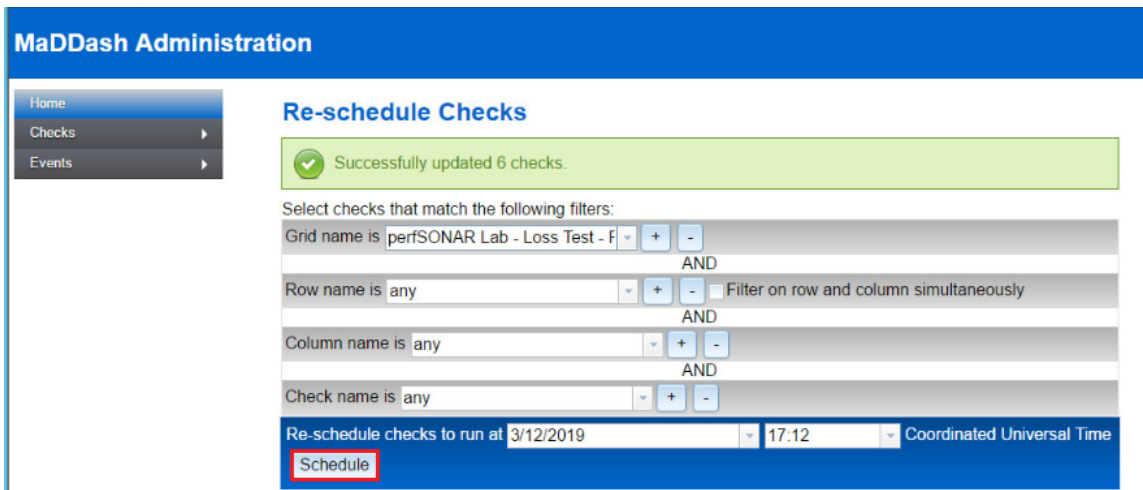 MaDDash Administration
Home
Checks
Events
Re-schedule Checks
Successfully updated 6 checks.
Select checks that match the following filters:
Grid name is perfSONAR Lab - Loss Test - + -
AND
Row name is any + - Filter on row and column simultaneously
AND
Column name is any + -
AND
Check name is any + -
Re-schedule checks to run at 3/12/2019 17:12 Coordinated Universal Time
Schedule